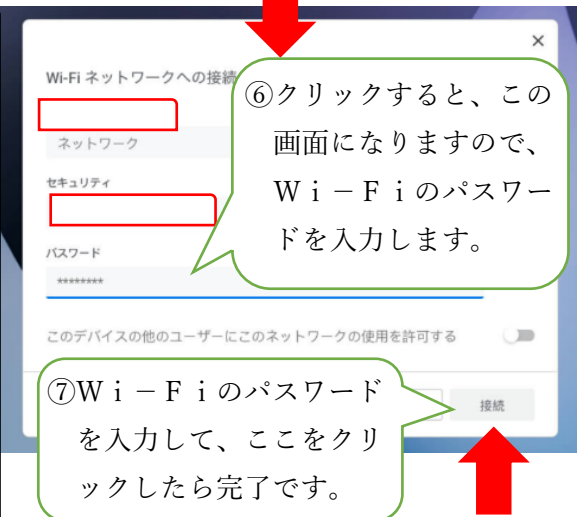 ×
Wi-Fi ネットワークへの接続
⑥クリックすると、この
画面になりますので、
Ｗｉ－Ｆｉのパスワー
ドを入力します。
ネットワーク
セキュリティ
パスワード
********
このデバイスの他のユーザーにこのネットワークの使用を許可する
⑦Ｗｉ－Ｆｉのパスワード
を入力して、ここをクリ
ックしたら完了です。
接続